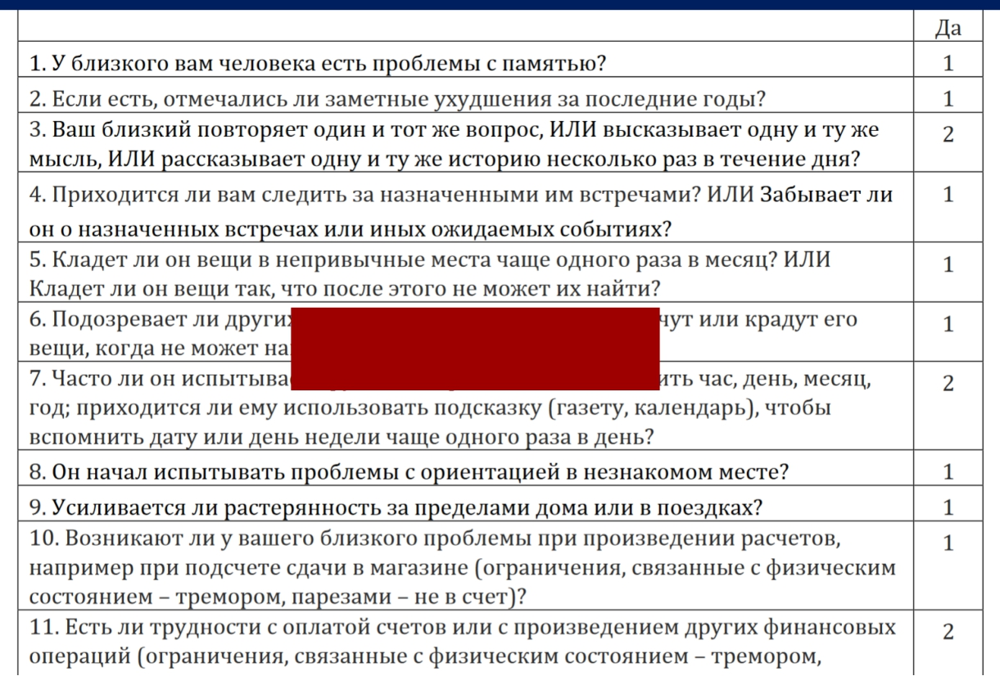 Да
1. У близкого вам человека есть проблемы с памятью?
1
2. Если есть, отмечались ли заметные ухудшения за последние годы?
1
3. Ваш близкий повторяет один и тот же вопрос, ИЛИ высказывает одну и ту же
2
мысль, ИЛИ рассказывает одну и ту же историю несколько раз в течение дня?
4. Приходится ли вам следить за назначенными им встречами? ИЛИ Забывает ли
1
он о назначенных встречах или иных ожидаемых событиях?
5. Кладет ли он вещи в непривычные места чаще одного раза в месяц? ИЛИ
1
Кладет ли он вещи так, что после этого не может их найти?
6. Подозревает ли или крадут его
1
вещи, когда не может
7. Часто ли он час, день, месяц,
2
год; приходится ли ему использовать подсказку (газету, календарь), чтобы
вспомнить дату или день недели чаще одного раза в день?
8. Он начал испытывать проблемы с ориентацией в незнакомом месте?
1
9. Усиливается ли растерянность за пределами дома или в поездках?
1
10. Возникают ли у вашего близкого проблемы при произведении расчетов,
1
например при подсчете сдачи в магазине (ограничения, связанные с физическим
состоянием – тремором, парезами – не в счет)?
11. Есть ли трудности с оплатой счетов или с произведением других финансовых
2
операций (ограничения, связанные с физическим состоянием – тремором,